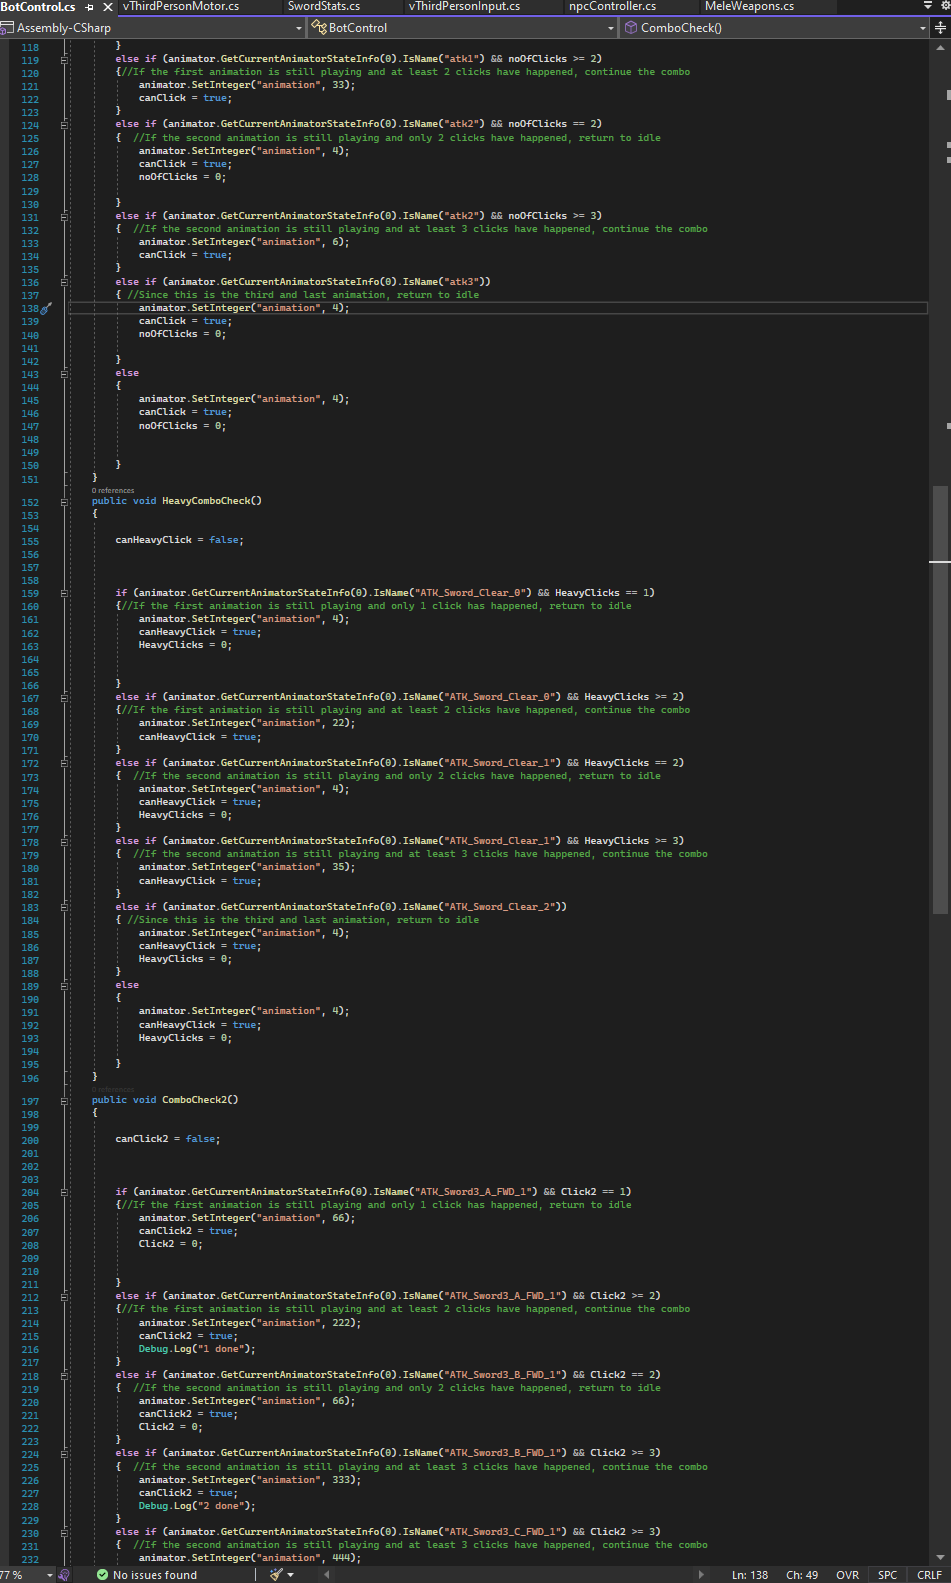 BotControl.cs vThirdPersonMotor.cs SwordStats.cs vThirdPersonInput.cs npcController.cs MeleWeapons.cs
Assembly-CSharp BotControl ComboCheck()
118 }
119 else if (animator.GetCurrentAnimatorStateInfo(0).IsName("atk1") && noOfClicks >= 2)
120 {//If the first animation is still playing and at least 2 clicks have happened, continue the combo
121 animator.SetInteger("animation", 33);
122 canClick = true;
123 }
124 else if (animator.GetCurrentAnimatorStateInfo(0).IsName("atk2") && noOfClicks == 2)
125 { //If the second animation is still playing and only 2 clicks have happened, return to idle
126 animator.SetInteger("animation", 4);
127 canClick = true;
128 noOfClicks = 0;
129
130 }
131 else if (animator.GetCurrentAnimatorStateInfo(0).IsName("atk2") && noOfClicks >= 3)
132 { //If the second animation is still playing and at least 3 clicks have happened, continue the combo
133 animator.SetInteger("animation", 6);
134 canClick = true;
135 }
136 else if (animator.GetCurrentAnimatorStateInfo(0).IsName("atk3"))
137 { //Since this is the third and last animation, return to idle
138 animator.SetInteger("animation", 4);
139 canClick = true;
140 noOfClicks = 0;
141
142 }
143 else
144 {
145 animator.SetInteger("animation", 4);
146 canClick = true;
147 noOfClicks = 0;
148
149
150 }
151 }
0 references
152 public void HeavyComboCheck()
153 {
154
155 canHeavyClick = false;
156
157
158
159 if (animator.GetCurrentAnimatorStateInfo(0).IsName("ATK_Sword_Clear_0") && HeavyClicks == 1)
160 {//If the first animation is still playing and only 1 click has happened, return to idle
161 animator.SetInteger("animation", 4);
162 canHeavyClick = true;
163 HeavyClicks = 0;
164
165
166 }
167 else if (animator.GetCurrentAnimatorStateInfo(0).IsName("ATK_Sword_Clear_0") && HeavyClicks >= 2)
168 {//If the first animation is still playing and at least 2 clicks have happened, continue the combo
169 animator.SetInteger("animation", 22);
170 canHeavyClick = true;
171 }
172 else if (animator.GetCurrentAnimatorStateInfo(0).IsName("ATK_Sword_Clear_1") && HeavyClicks == 2)
173 { //If the second animation is still playing and only 2 clicks have happened, return to idle
174 animator.SetInteger("animation", 4);
175 canHeavyClick = true;
176 HeavyClicks = 0;
177 }
178 else if (animator.GetCurrentAnimatorStateInfo(0).IsName("ATK_Sword_Clear_1") && HeavyClicks >= 3)
179 { //If the second animation is still playing and at least 3 clicks have happened, continue the combo
180 animator.SetInteger("animation", 35);
181 canHeavyClick = true;
182 }
183 else if (animator.GetCurrentAnimatorStateInfo(0).IsName("ATK_Sword_Clear_2"))
184 { //Since this is the third and last animation, return to idle
185 animator.SetInteger("animation", 4);
186 canHeavyClick = true;
187 HeavyClicks = 0;
188 }
189 else
190 {
191 animator.SetInteger("animation", 4);
192 canHeavyClick = true;
193 HeavyClicks = 0;
194
195 }
196 }
0 references
197 public void ComboCheck2()
198 {
199
200 canClick2 = false;
201
202
203
204 if (animator.GetCurrentAnimatorStateInfo(0).IsName("ATK_Sword3_A_FWD_1") && Click2 == 1)
205 {//If the first animation is still playing and only 1 click has happened, return to idle
206 animator.SetInteger("animation", 66);
207 canClick2 = true;
208 Click2 = 0;
209
210
211 }
212 else if (animator.GetCurrentAnimatorStateInfo(0).IsName("ATK_Sword3_A_FWD_1") && Click2 >= 2)
213 {//If the first animation is still playing and at least 2 clicks have happened, continue the combo
214 animator.SetInteger("animation", 222);
215 canClick2 = true;
216 Debug.Log("1 done");
217 }
218 else if (animator.GetCurrentAnimatorStateInfo(0).IsName("ATK_Sword3_B_FWD_1") && Click2 == 2)
219 { //If the second animation is still playing and only 2 clicks have happened, return to idle
220 animator.SetInteger("animation", 66);
221 canClick2 = true;
222 Click2 = 0;
223 }
224 else if (animator.GetCurrentAnimatorStateInfo(0).IsName("ATK_Sword3_B_FWD_1") && Click2 >= 3)
225 { //If the second animation is still playing and at least 3 clicks have happened, continue the combo
226 animator.SetInteger("animation", 333);
227 canClick2 = true;
228 Debug.Log("2 done");
229 }
230 else if (animator.GetCurrentAnimatorStateInfo(0).IsName("ATK_Sword3_C_FWD_1") && Click2 >= 3)
231 { //If the second animation is still playing and at least 3 clicks have happened, continue the combo
232 animator.SetInteger("animation", 444);
77 % No issues found Ln: 138 Ch: 49 OVR SPC CRLF